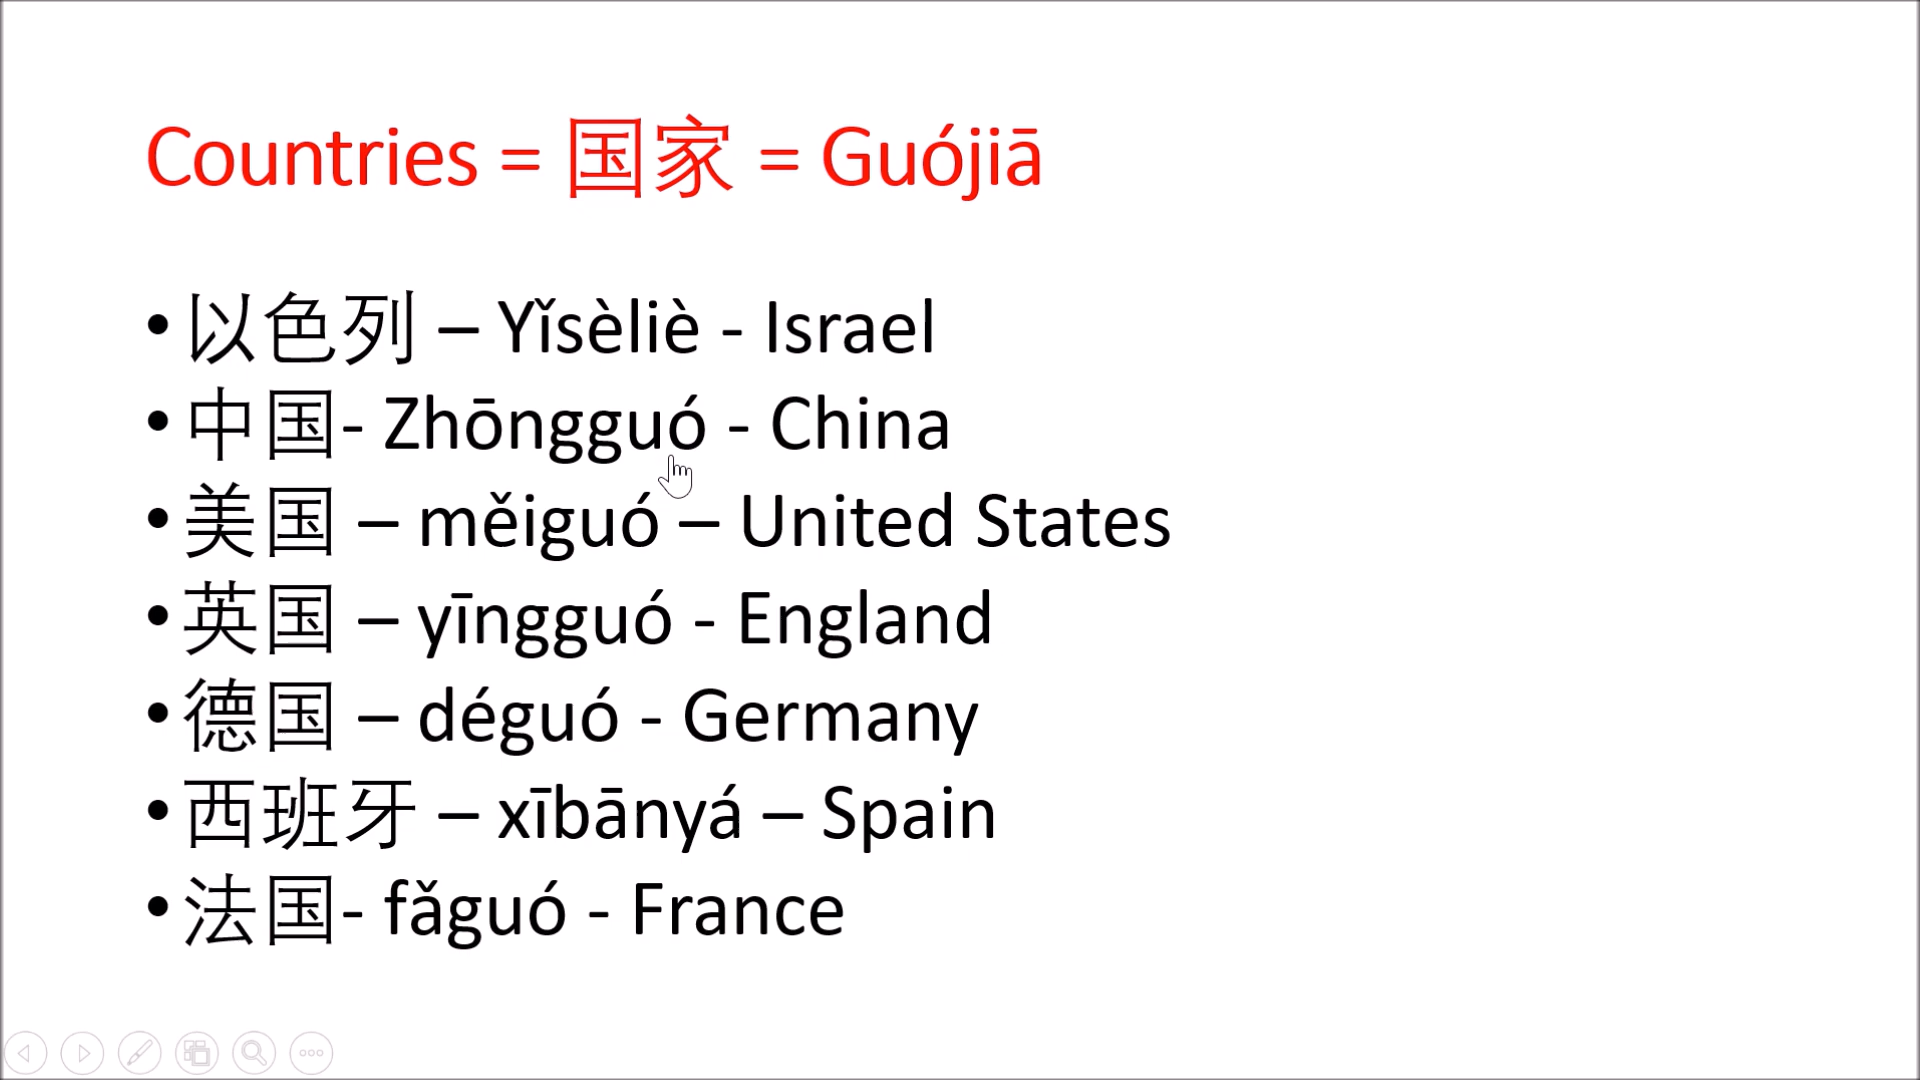 Countries = 国家 = Guójiā
•以色列 – Yǐsèliè - Israel
•中国- Zhōngguó - China
•美国 – měiguó – United States
•英国 – yīngguó - England
•德国 – déguó - Germany
•西班牙 – xībānyá – Spain
•法国- fǎguó - France